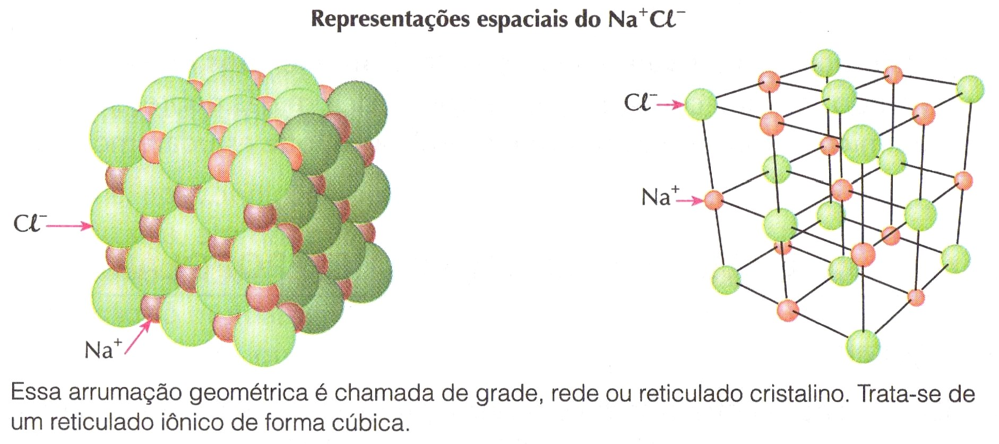 Representações espaciais do Na⁺Cℓ⁻
Cℓ⁻
Na⁺
Cℓ⁻
Na⁺
Essa arrumação geométrica é chamada de grade, rede ou reticulado cristalino. Trata-se de
um reticulado iônico de forma cúbica.